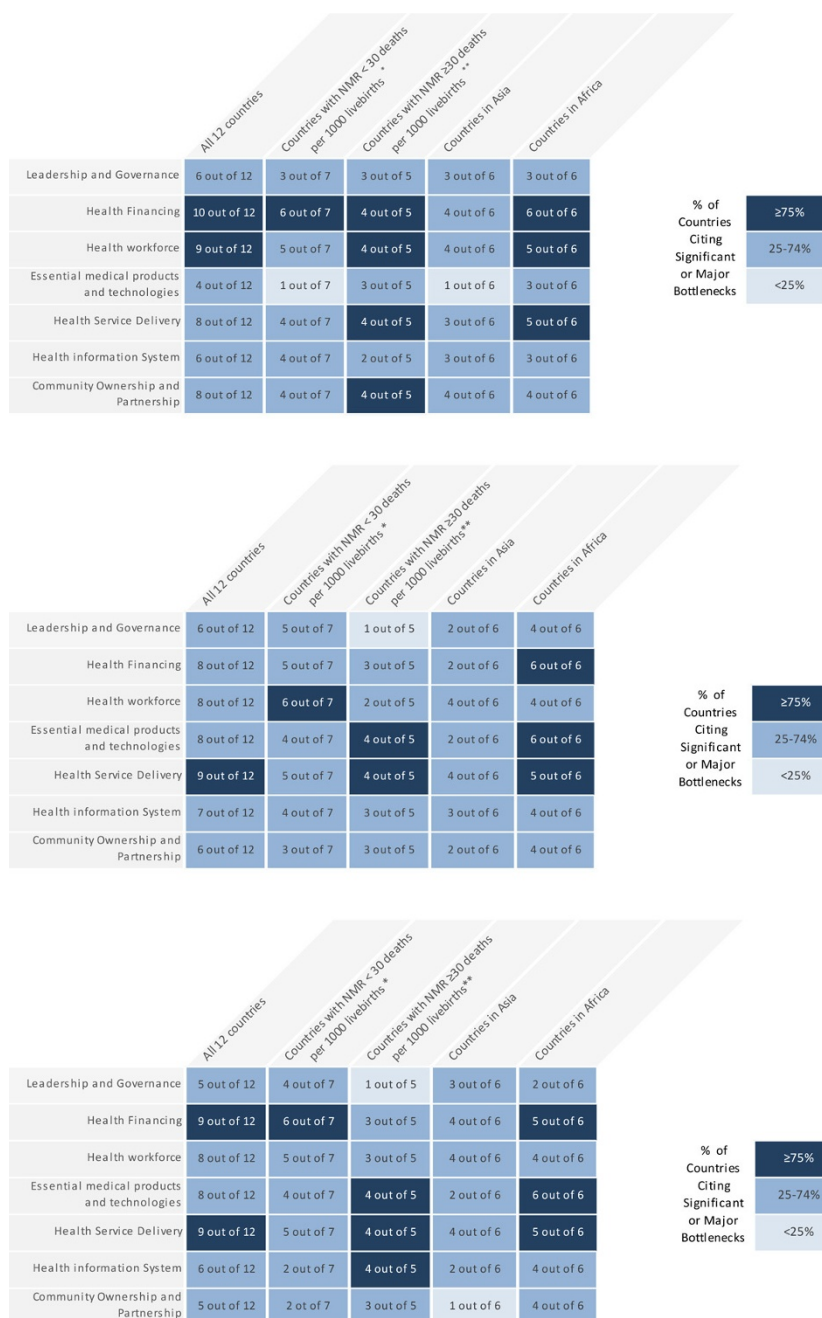 All 12 countries
Countries with NMR < 30 deaths
per 1000 livebirths *
Countries with NMR ≥30 deaths
per 1000 livebirths **
Countries in Asia
Countries in Africa
Leadership and Governance 6 out of 12 3 out of 7 3 out of 5 3 out of 6 3 out of 6
Health Financing 10 out of 12 6 out of 7 4 out of 5 4 out of 6 6 out of 6
Health workforce 9 out of 12 5 out of 7 4 out of 5 4 out of 6 5 out of 6
Essential medical products
and technologies 4 out of 12 1 out of 7 3 out of 5 1 out of 6 3 out of 6
Health Service Delivery 8 out of 12 4 out of 7 4 out of 5 3 out of 6 5 out of 6
Health information System 6 out of 12 4 out of 7 2 out of 5 3 out of 6 3 out of 6
Community Ownership and
Partnership 8 out of 12 4 out of 7 4 out of 5 4 out of 6 4 out of 6
% of
Countries
Citing
Significant
or Major
Bottlenecks
≥75%
25-74%
<25%
All 12 countries
Countries with NMR < 30 deaths
per 1000 livebirths *
Countries with NMR ≥30 deaths
per 1000 livebirths**
Countries in Asia
Countries in Africa
Leadership and Governance 6 out of 12 5 out of 7 1 out of 5 2 out of 6 4 out of 6
Health Financing 8 out of 12 5 out of 7 3 out of 5 2 out of 6 6 out of 6
Health workforce 8 out of 12 6 out of 7 2 out of 5 4 out of 6 4 out of 6
Essential medical products
and technologies 8 out of 12 4 out of 7 4 out of 5 2 out of 6 6 out of 6
Health Service Delivery 9 out of 12 5 out of 7 4 out of 5 4 out of 6 5 out of 6
Health information System 7 out of 12 4 out of 7 3 out of 5 3 out of 6 4 out of 6
Community Ownership and
Partnership 6 out of 12 3 out of 7 3 out of 5 2 out of 6 4 out of 6
% of
Countries
Citing
Significant
or Major
Bottlenecks
≥75%
25-74%
<25%
All 12 countries
Countries with NMR < 30 deaths
per 1000 livebirths *
Countries with NMR ≥30 deaths
per 1000 livebirths**
Countries in Asia
Countries in Africa
Leadership and Governance 5 out of 12 4 out of 7 1 out of 5 3 out of 6 2 out of 6
Health Financing 9 out of 12 6 out of 7 3 out of 5 4 out of 6 5 out of 6
Health workforce 8 out of 12 5 out of 7 3 out of 5 4 out of 6 4 out of 6
Essential medical products
and technologies 8 out of 12 4 out of 7 4 out of 5 2 out of 6 6 out of 6
Health Service Delivery 9 out of 12 5 out of 7 4 out of 5 4 out of 6 5 out of 6
Health information System 6 out of 12 2 out of 7 4 out of 5 2 out of 6 4 out of 6
Community Ownership and
Partnership 5 out of 12 2 ot of 7 3 out of 5 1 out of 6 4 out of 6
% of
Countries
Citing
Significant
or Major
Bottlenecks
≥75%
25-74%
<25%